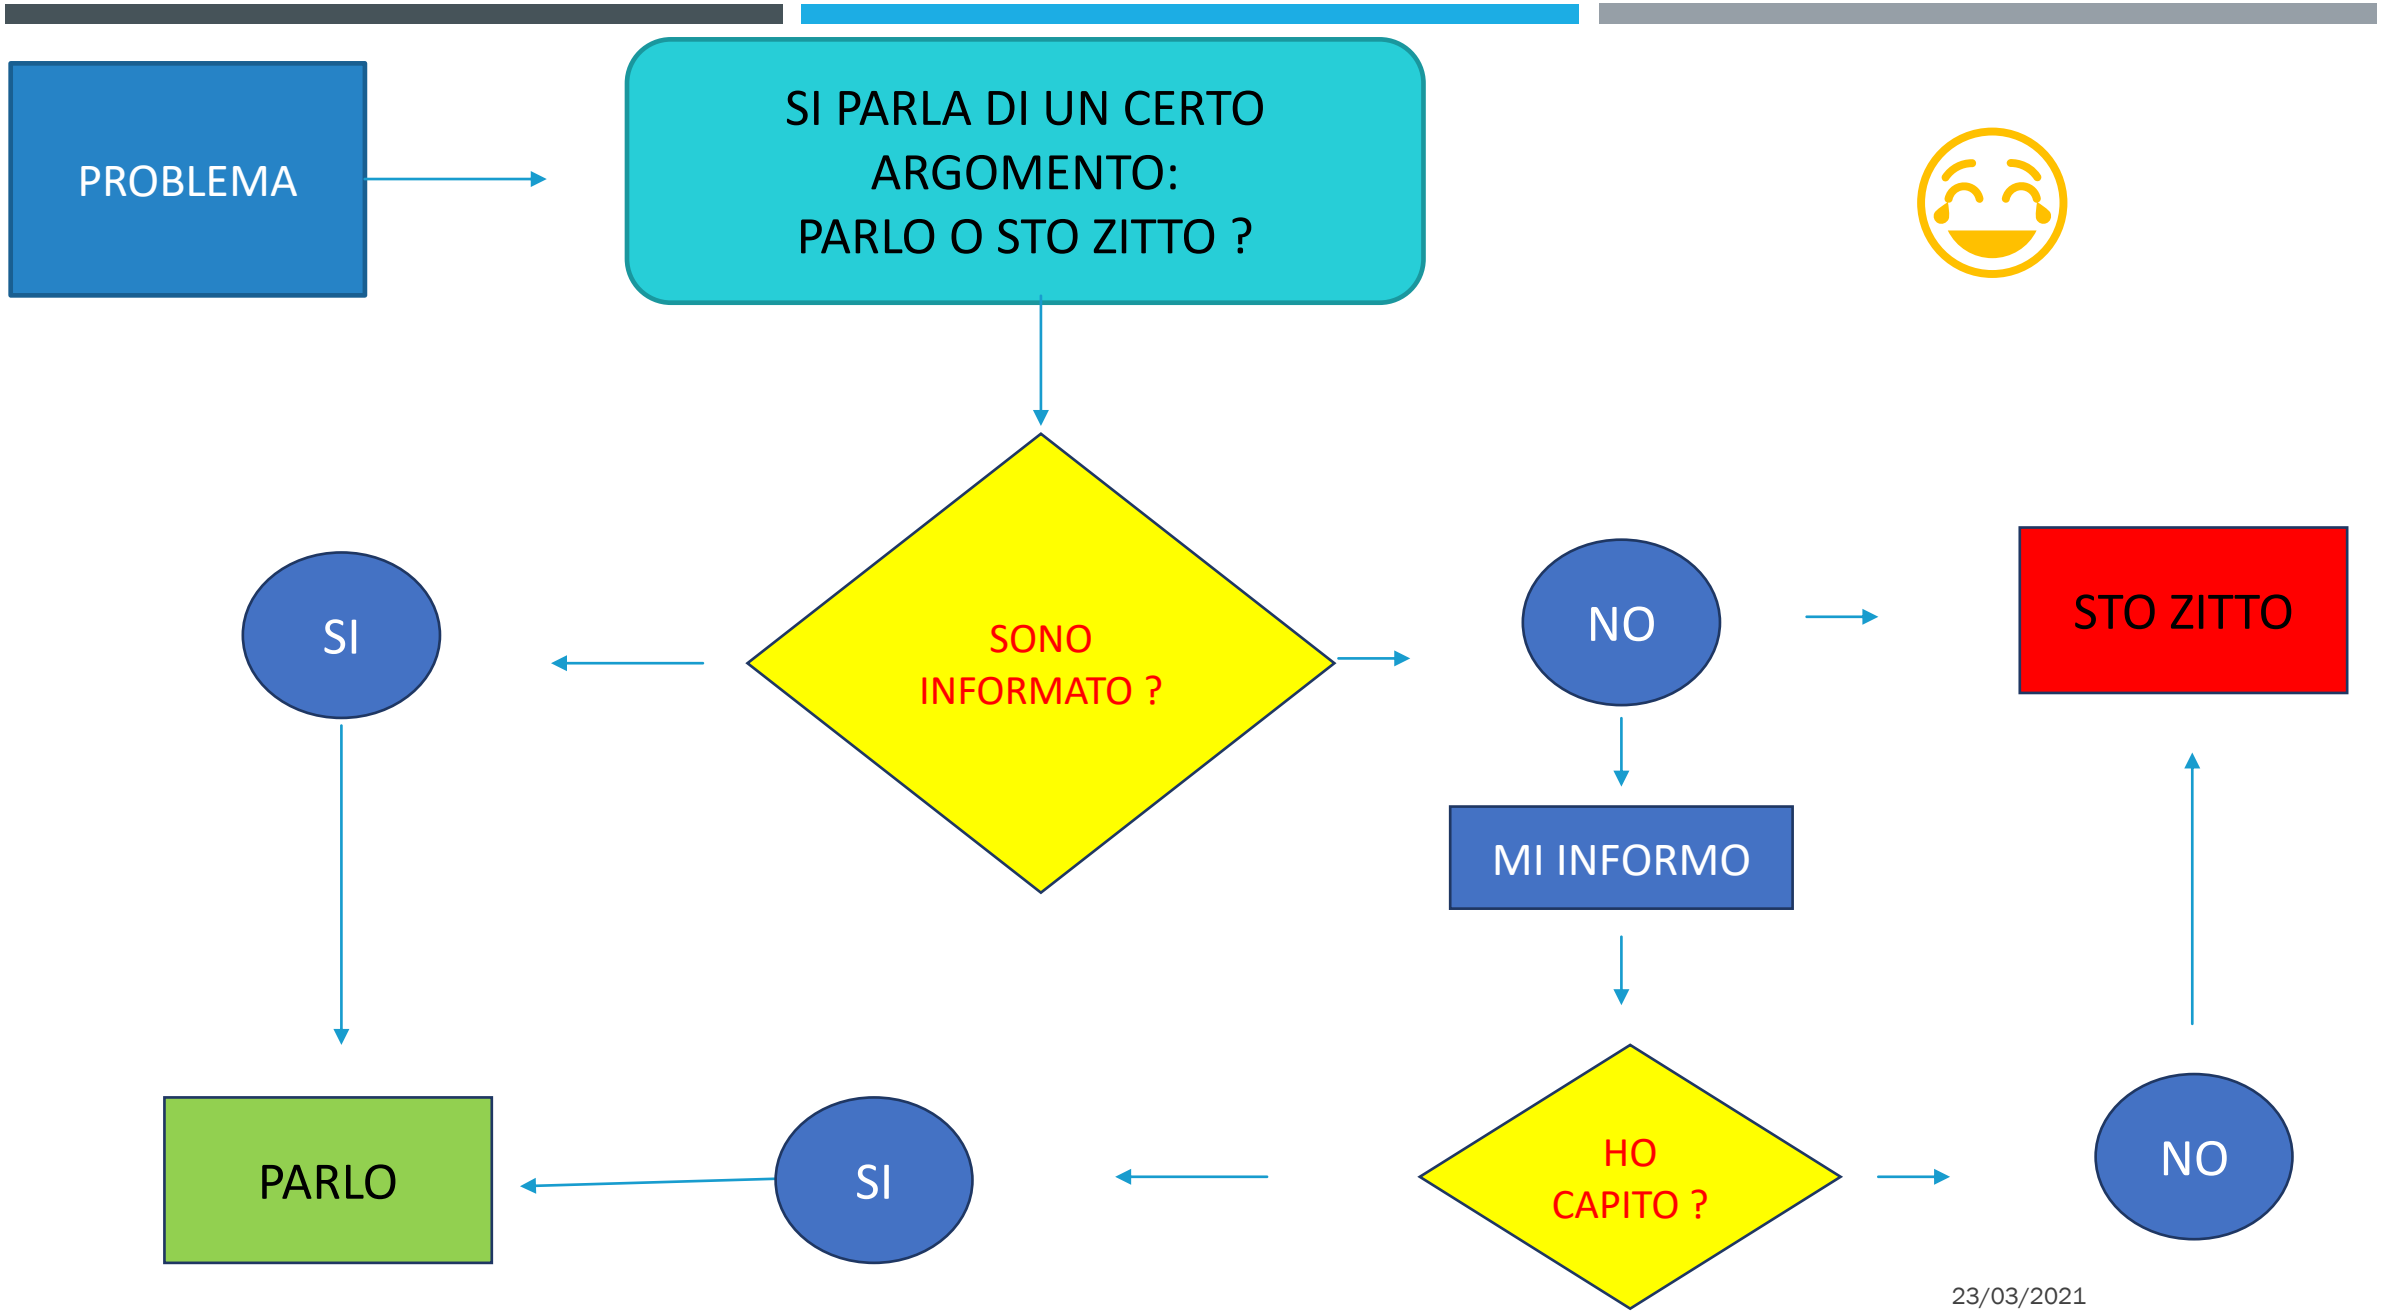 PROBLEMA
SI PARLA DI UN CERTO
ARGOMENTO:
PARLO O STO ZITTO ?
SONO
INFORMATO ?
SI
NO
STO ZITTO
MI INFORMO
HO
CAPITO ?
SI
NO
PARLO
23/03/2021